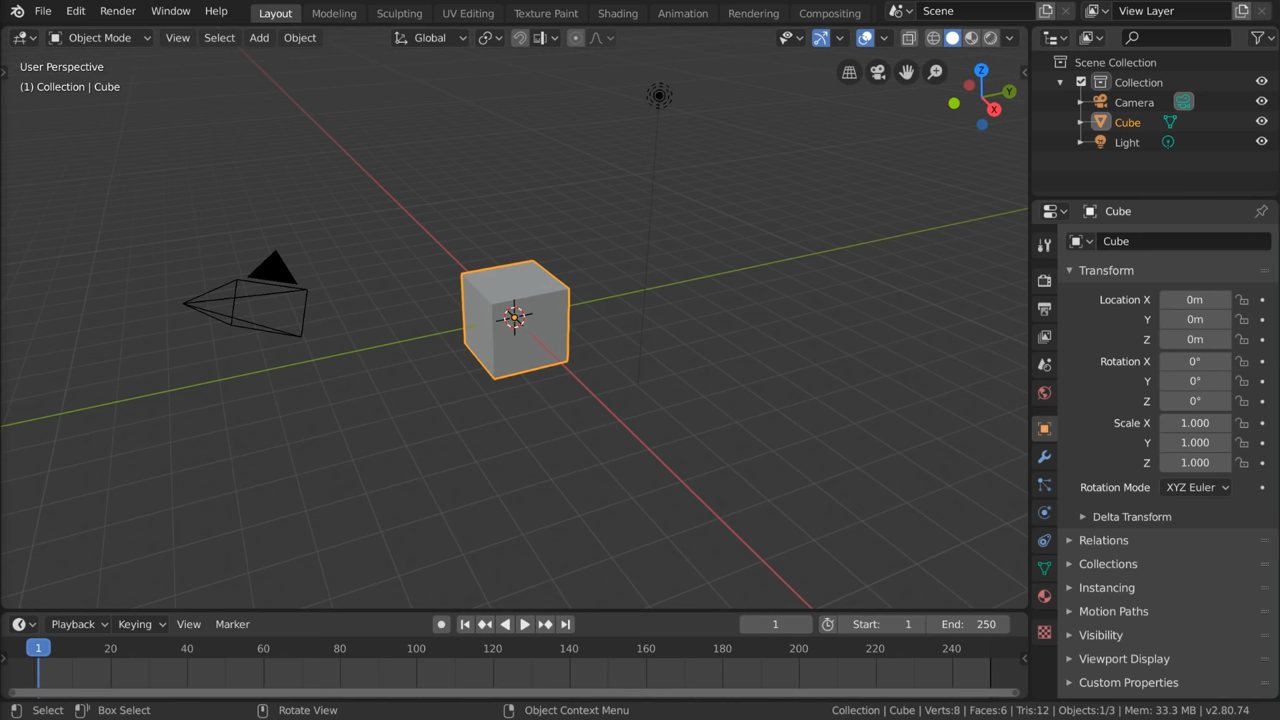 File Edit Render Window Help Layout Modeling Sculpting UV Editing Texture Paint Shading Animation Rendering Compositing Scene View Layer
Object Mode View Select Add Object Global
User Perspective
(1) Collection | Cube
Z
Y
X
Scene Collection
Collection
Camera
Cube
Light
Cube
Cube
Transform
Location X 0m
Y 0m
Z 0m
Rotation X 0°
Y 0°
Z 0°
Scale X 1.000
Y 1.000
Z 1.000
Rotation Mode XYZ Euler
Delta Transform
Relations
Collections
Instancing
Motion Paths
Visibility
Viewport Display
Custom Properties
Playback Keying View Marker 1 Start: 1 End: 250
1 20 40 60 80 100 120 140 160 180 200 220 240
Select Box Select Rotate View Object Context Menu Collection | Cube | Verts:8 | Faces:6 | Tris:12 | Objects:1/3 | Mem: 33.3 MB | v2.80.74